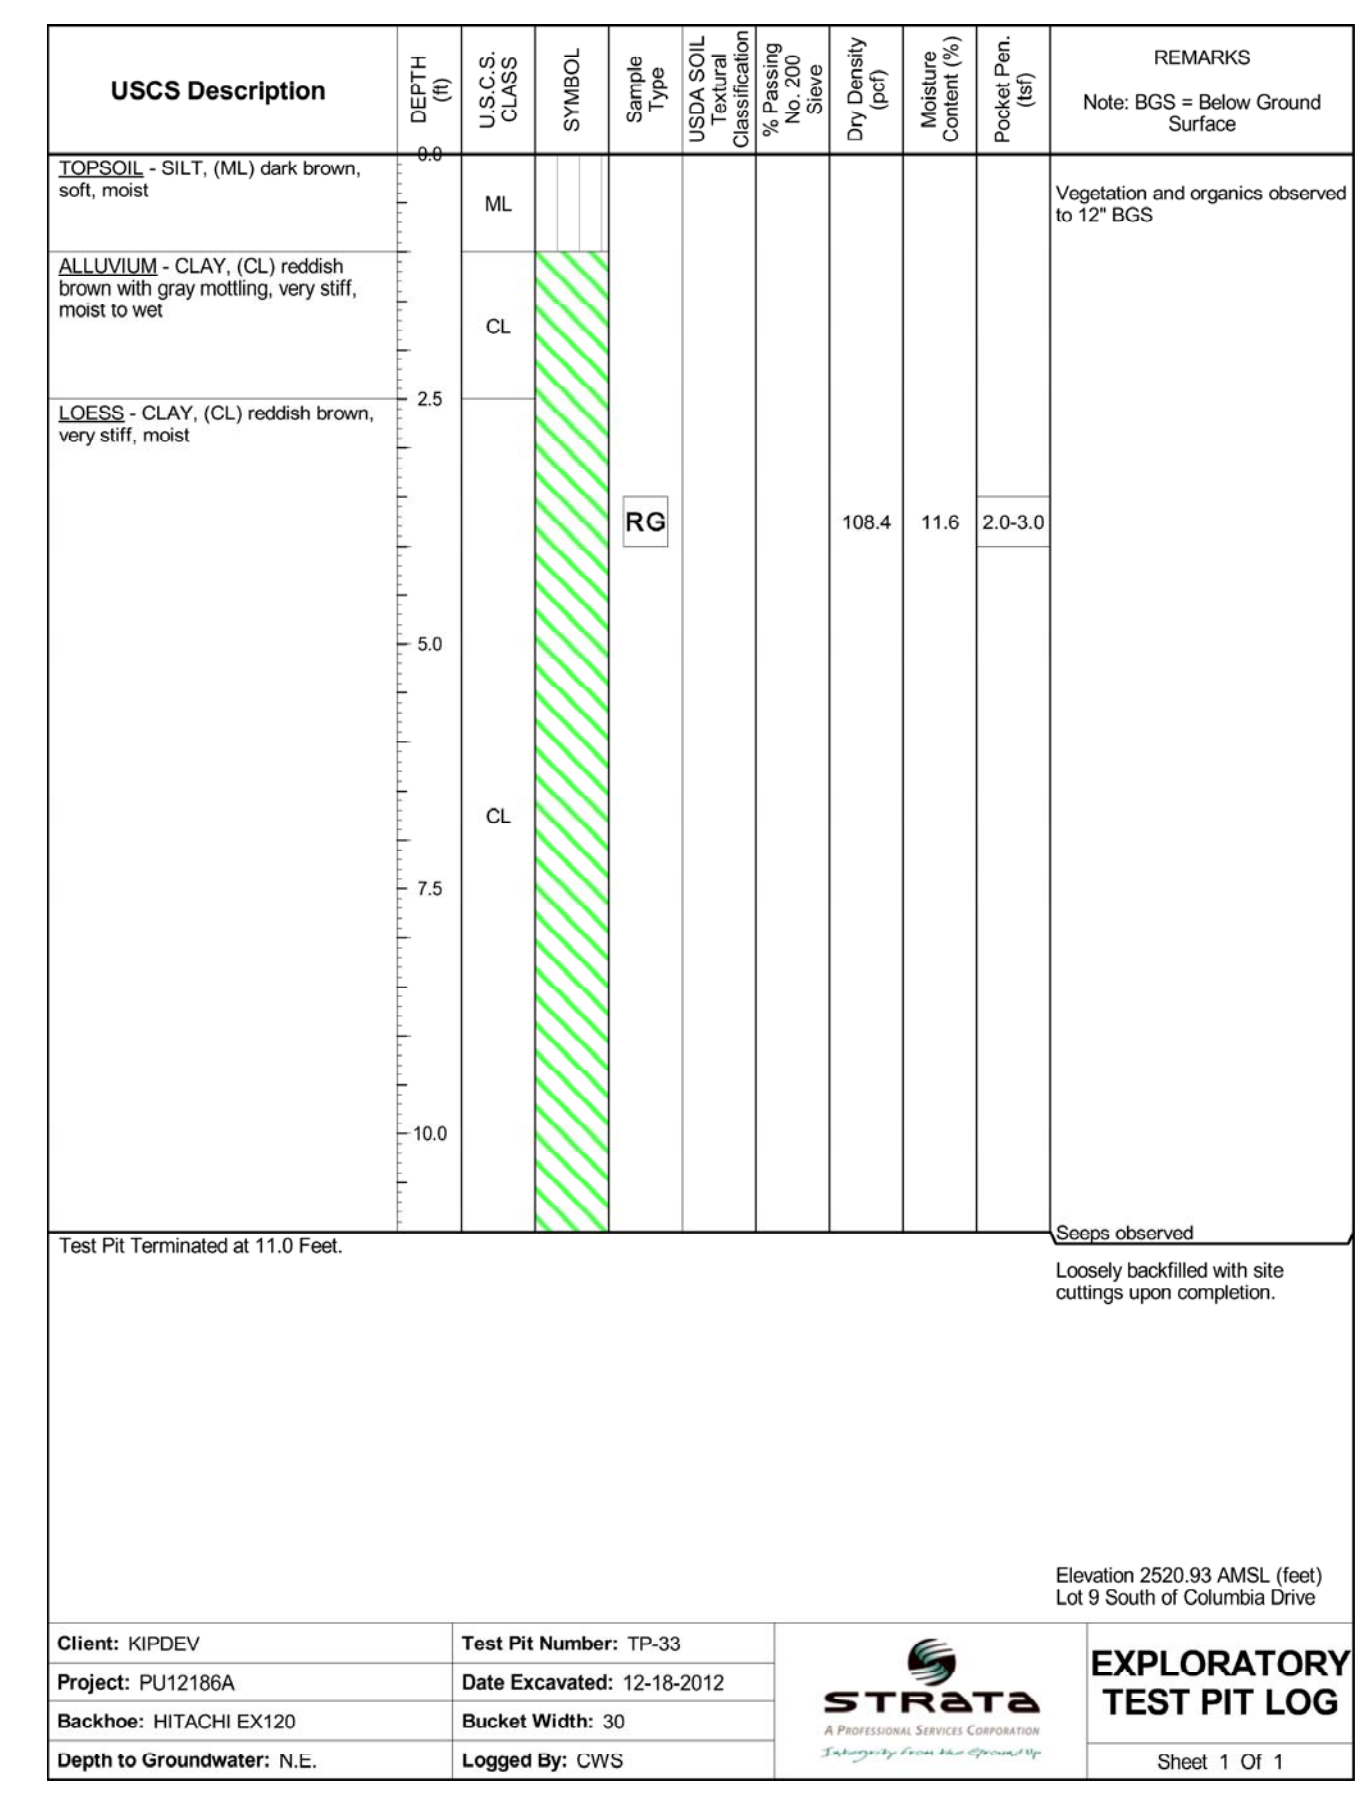 USCS Description
DEPTH
(ft)
U.S.C.S.
CLASS
SYMBOL
Sample
Type
USDA SOIL
Textural
Classification
% Passing
No. 200
Sieve
Dry Density
(pcf)
Moisture
Content (%)
Pocket Pen.
(tsf)
REMARKS
Note: BGS = Below Ground
Surface
0.0
TOPSOIL - SILT, (ML) dark brown,
soft, moist
ML
Vegetation and organics observed
to 12" BGS
ALLUVIUM - CLAY, (CL) reddish
brown with gray mottling, very stiff,
moist to wet
CL
2.5
LOESS - CLAY, (CL) reddish brown,
very stiff, moist
RG
108.4
11.6
2.0-3.0
5.0
CL
7.5
10.0
Seeps observed
Test Pit Terminated at 11.0 Feet.
Loosely backfilled with site
cuttings upon completion.
Elevation 2520.93 AMSL (feet)
Lot 9 South of Columbia Drive
Client: KIPDEV
Test Pit Number: TP-33
Project: PU12186A
Date Excavated: 12-18-2012
Backhoe: HITACHI EX120
Bucket Width: 30
Depth to Groundwater: N.E.
Logged By: CWS
STRATA
A PROFESSIONAL SERVICES CORPORATION
Integrity From the Ground Up
EXPLORATORY
TEST PIT LOG
Sheet 1 Of 1